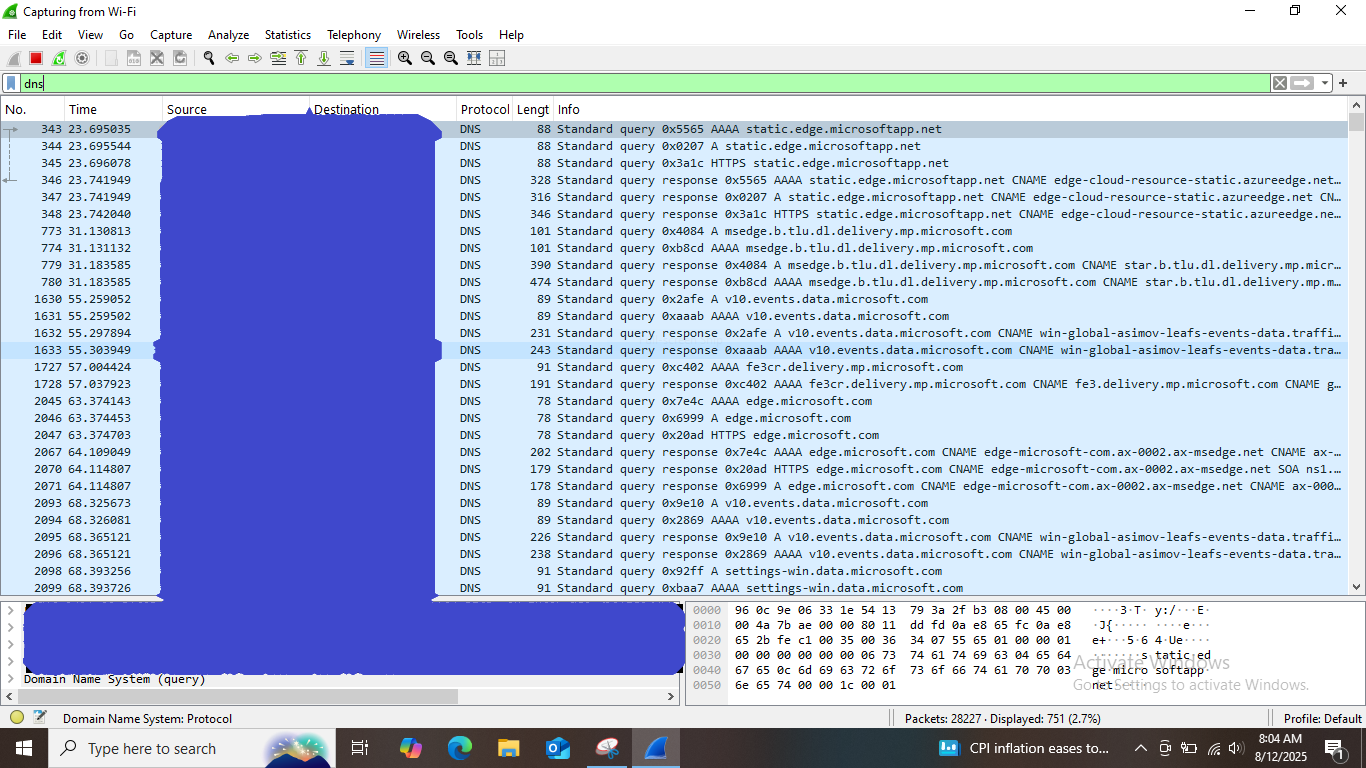 Capturing from Wi-Fi
File Edit View Go Capture Analyze Statistics Telephony Wireless Tools Help
dns
No. Time Source Destination Protocol Lengt Info
343 23.695035 DNS 88 Standard query 0x5565 AAAA static.edge.microsoftapp.net
344 23.695544 DNS 88 Standard query 0x0207 A static.edge.microsoftapp.net
345 23.696078 DNS 88 Standard query 0x3a1c HTTPS static.edge.microsoftapp.net
346 23.741949 DNS 328 Standard query response 0x5565 AAAA static.edge.microsoftapp.net CNAME edge-cloud-resource-static.azureedge.net…
347 23.741949 DNS 316 Standard query response 0x0207 A static.edge.microsoftapp.net CNAME edge-cloud-resource-static.azureedge.net CN…
348 23.742040 DNS 346 Standard query response 0x3a1c HTTPS static.edge.microsoftapp.net CNAME edge-cloud-resource-static.azureedge.ne…
773 31.130813 DNS 101 Standard query 0x4084 A msedge.b.tlu.dl.delivery.mp.microsoft.com
774 31.131132 DNS 101 Standard query 0xb8cd AAAA msedge.b.tlu.dl.delivery.mp.microsoft.com
779 31.183585 DNS 390 Standard query response 0x4084 A msedge.b.tlu.dl.delivery.mp.microsoft.com CNAME star.b.tlu.dl.delivery.mp.micr…
780 31.183585 DNS 474 Standard query response 0xb8cd AAAA msedge.b.tlu.dl.delivery.mp.microsoft.com CNAME star.b.tlu.dl.delivery.mp.m…
1630 55.259052 DNS 89 Standard query 0x2afe A v10.events.data.microsoft.com
1631 55.259502 DNS 89 Standard query 0xaaab AAAA v10.events.data.microsoft.com
1632 55.297894 DNS 231 Standard query response 0x2afe A v10.events.data.microsoft.com CNAME win-global-asimov-leafs-events-data.traffi…
1633 55.303949 DNS 243 Standard query response 0xaaab AAAA v10.events.data.microsoft.com CNAME win-global-asimov-leafs-events-data.tra…
1727 57.004424 DNS 91 Standard query 0xc402 AAAA fe3cr.delivery.mp.microsoft.com
1728 57.037923 DNS 191 Standard query response 0xc402 AAAA fe3cr.delivery.mp.microsoft.com CNAME fe3.delivery.mp.microsoft.com CNAME g…
2045 63.374143 DNS 78 Standard query 0x7e4c AAAA edge.microsoft.com
2046 63.374453 DNS 78 Standard query 0x6999 A edge.microsoft.com
2047 63.374703 DNS 78 Standard query 0x20ad HTTPS edge.microsoft.com
2067 64.109049 DNS 202 Standard query response 0x7e4c AAAA edge.microsoft.com CNAME edge-microsoft-com.ax-0002.ax-msedge.net CNAME ax-…
2070 64.114807 DNS 179 Standard query response 0x20ad HTTPS edge.microsoft.com CNAME edge-microsoft-com.ax-0002.ax-msedge.net SOA ns1.…
2071 64.114807 DNS 178 Standard query response 0x6999 A edge.microsoft.com CNAME edge-microsoft-com.ax-0002.ax-msedge.net CNAME ax-000…
2093 68.325673 DNS 89 Standard query 0x9e10 A v10.events.data.microsoft.com
2094 68.326081 DNS 89 Standard query 0x2869 AAAA v10.events.data.microsoft.com
2095 68.365121 DNS 226 Standard query response 0x9e10 A v10.events.data.microsoft.com CNAME win-global-asimov-leafs-events-data.traffi…
2096 68.365121 DNS 238 Standard query response 0x2869 AAAA v10.events.data.microsoft.com CNAME win-global-asimov-leafs-events-data.tra…
2098 68.393256 DNS 91 Standard query 0x92ff A settings-win.data.microsoft.com
2099 68.393726 DNS 91 Standard query 0xbaa7 AAAA settings-win.data.microsoft.com
Domain Name System (query)
0000 96 0c 9e 06 33 1e 54 13 79 3a 2f b3 08 00 45 00 ····3·T· y:/···E·
0010 00 4a 7b ae 00 00 80 11 dd fd 0a e8 65 fc 0a e8 ·J{····· ····e···
0020 65 2b fe c1 00 35 00 36 34 07 55 65 01 00 00 01 e+···5·6 4·Ue····
0030 00 00 00 00 00 00 06 73 74 61 74 69 63 04 65 64 ·······s tatic·ed
0040 67 65 0c 6d 69 63 72 6f 73 6f 66 74 61 70 70 03 ge·micro softapp·
0050 6e 65 74 00 00 1c 00 01 net·····
Activate Windows
Go to Settings to activate Windows.
Domain Name System: Protocol
Packets: 28227 · Displayed: 751 (2.7%)
Profile: Default
Type here to search
CPI inflation eases to...
8:04 AM
8/12/2025
1